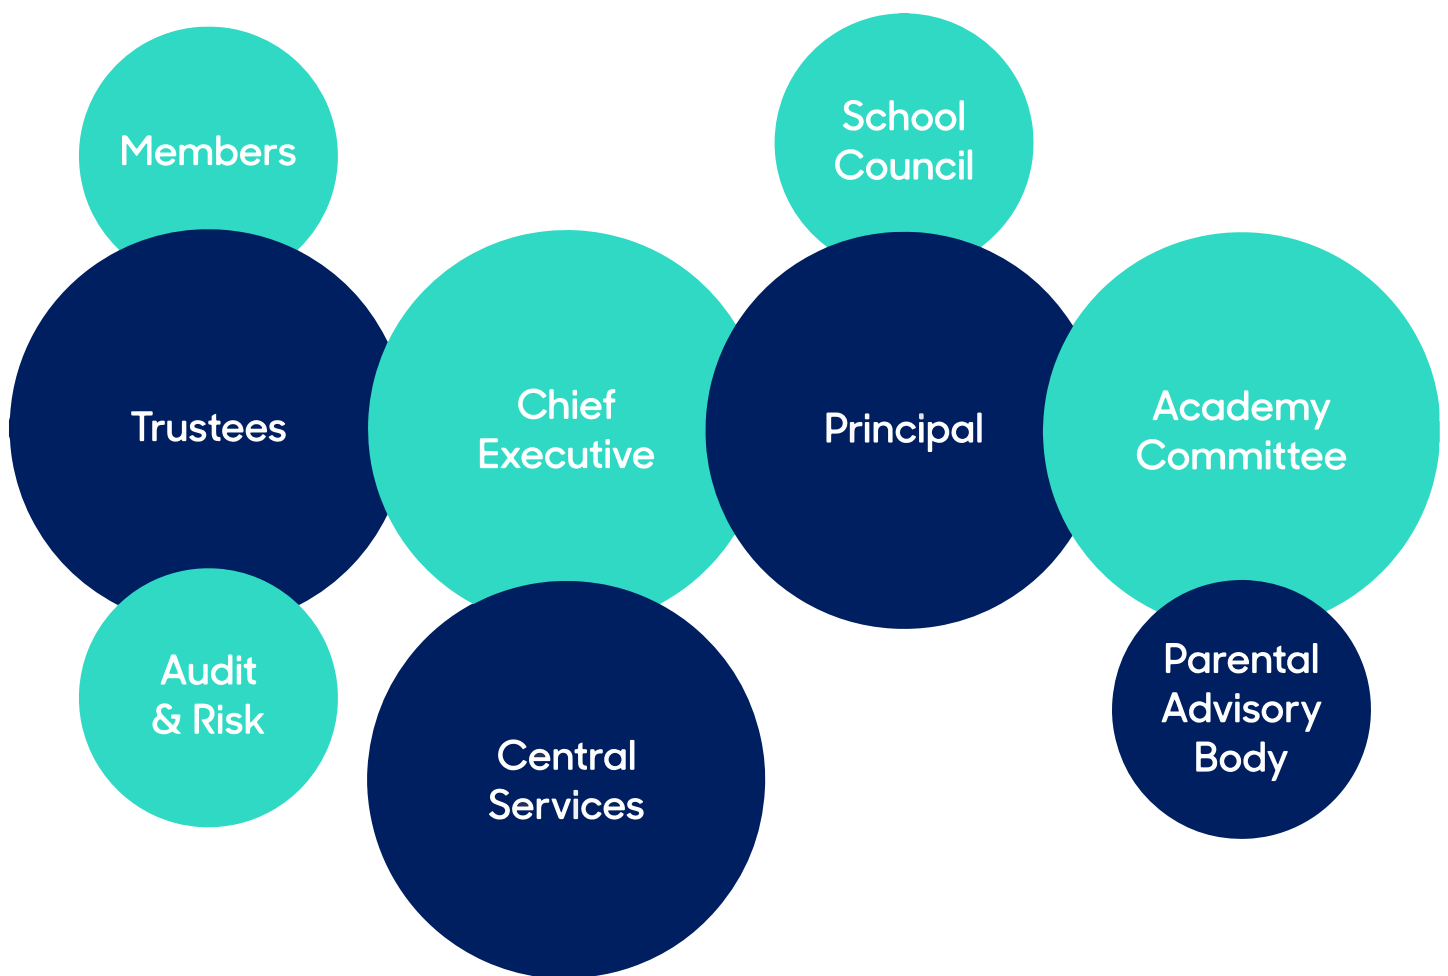 Members
School
Council
Trustees
Chief
Executive
Principal
Academy
Committee
Audit
& Risk
Central
Services
Parental
Advisory
Body